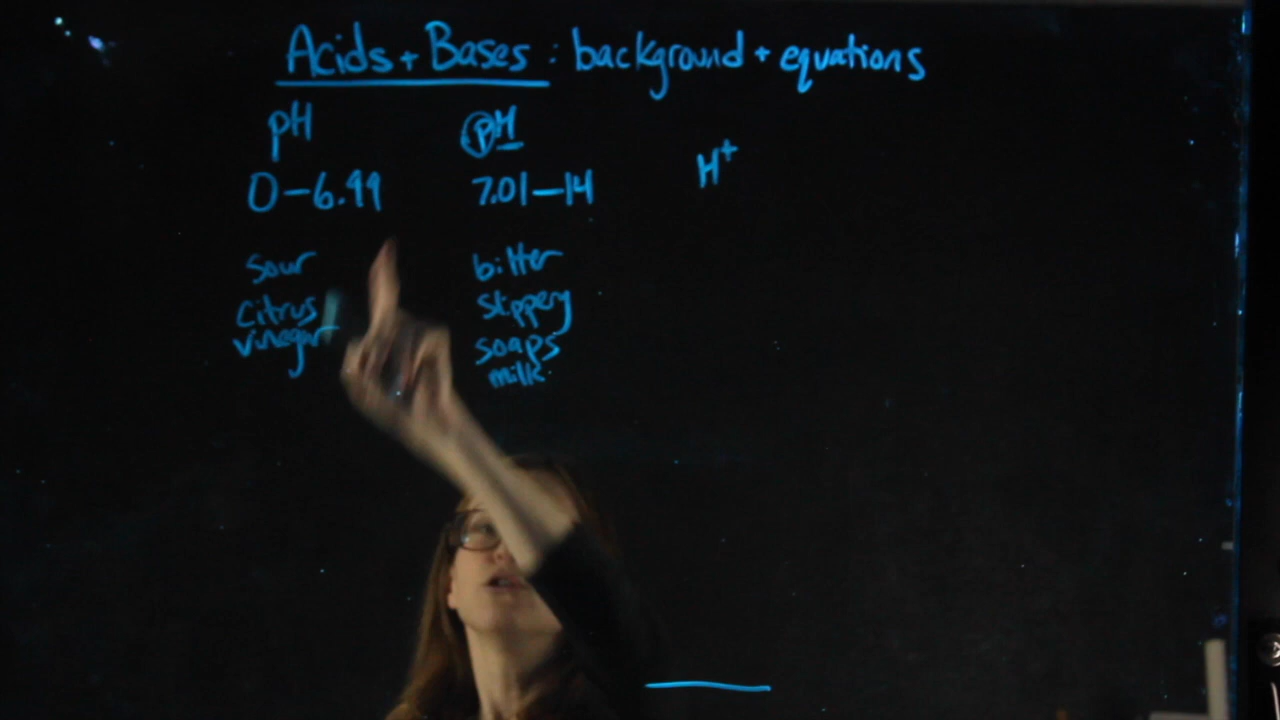 Acids + Bases : background + equations
pH pH H+
0-6.99 7.01-14
sour bitter
citrus slippery
vinegar soaps
milk